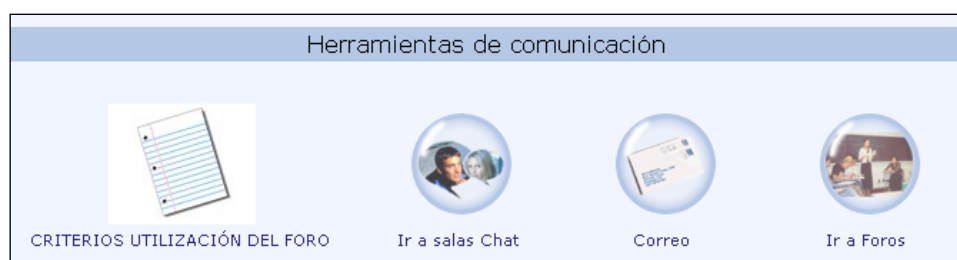 Herramientas de comunicación
CRITERIOS UTILIZACIÓN DEL FORO
Ir a salas Chat
Correo
Ir a Foros